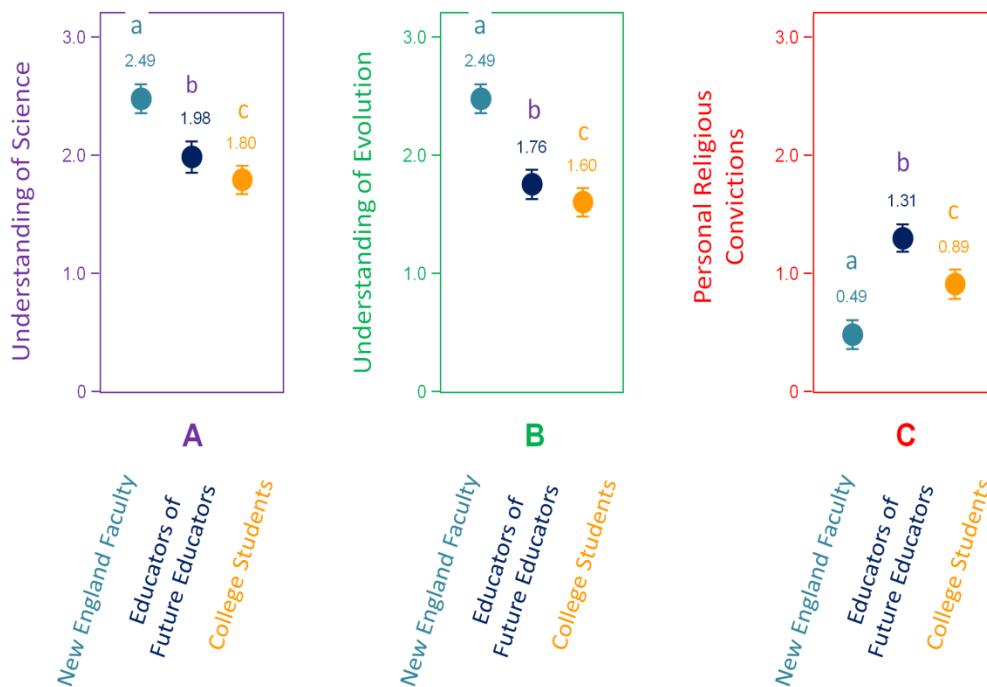 Understanding of Science
3.0
2.0
1.0
0
a
2.49
b
1.98
c
1.80
A
New England Faculty
Educators of
Future Educators
College Students
Understanding of Evolution
3.0
2.0
1.0
0
a
2.49
b
1.76
c
1.60
B
New England Faculty
Educators of
Future Educators
College Students
Personal Religious
Convictions
3.0
2.0
1.0
0
a
0.49
b
1.31
c
0.89
C
New England Faculty
Educators of
Future Educators
College Students